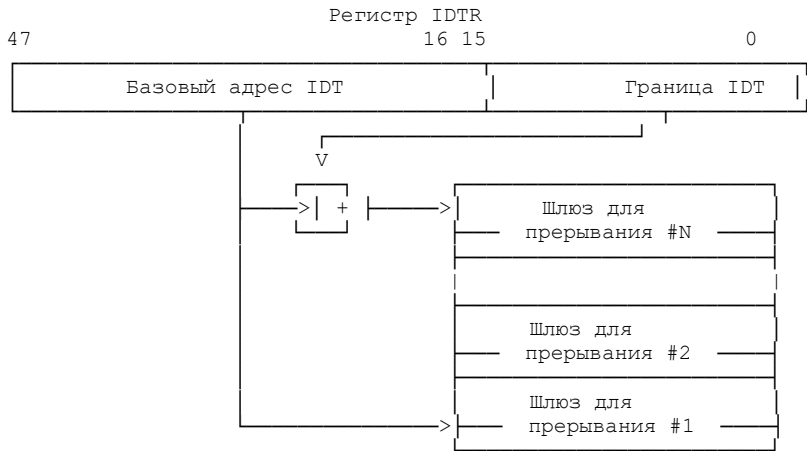 Регистр IDTR
47 16 15 0
Базовый адрес IDT Граница IDT
V
+
Шлюз для
прерывания #N
Шлюз для
прерывания #2
Шлюз для
прерывания #1